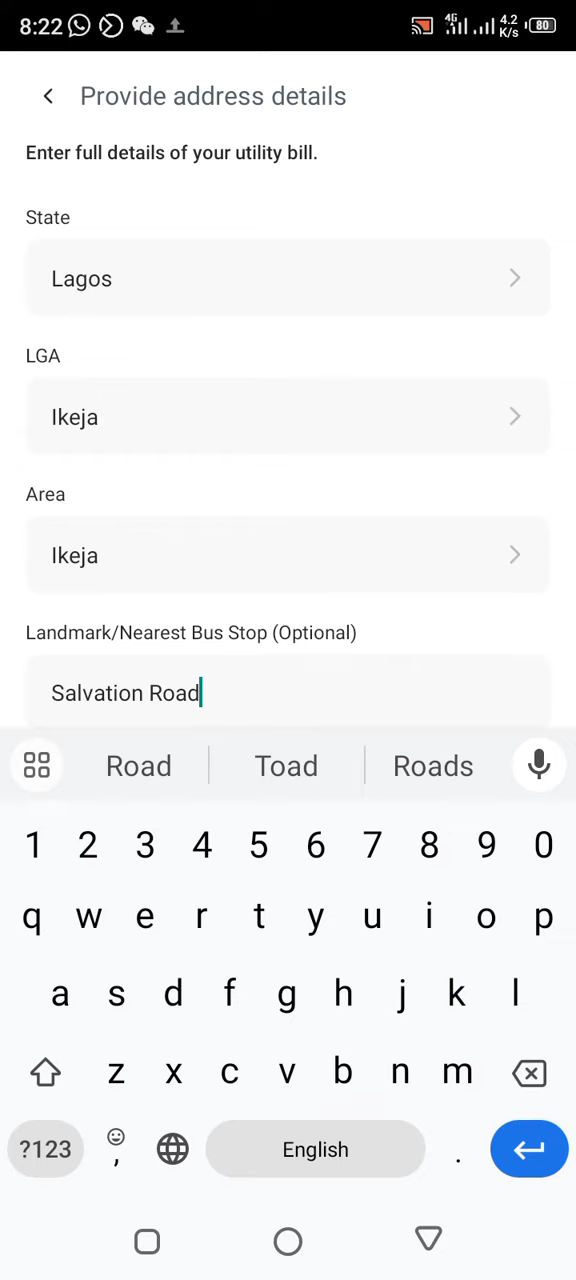 8:22 4G 4.2 K/s 80
Provide address details
Enter full details of your utility bill.
State
Lagos
LGA
Ikeja
Area
Ikeja
Landmark/Nearest Bus Stop (Optional)
Salvation Road
Road Toad Roads
1 2 3 4 5 6 7 8 9 0
q w e r t y u i o p
a s d f g h j k l
z x c v b n m
?123 , English .